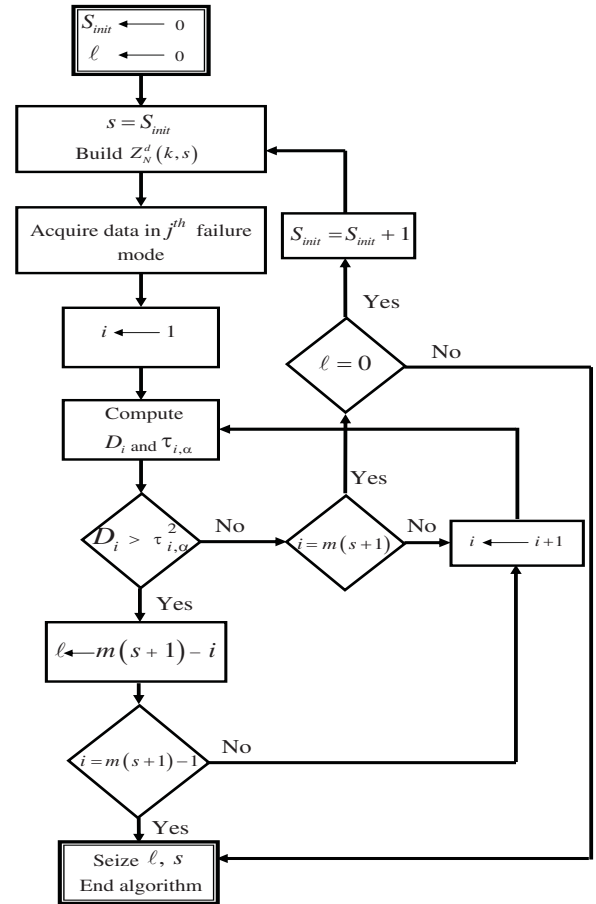 S_init ← 0
ℓ ← 0
s = S_init
Build Z_N^d(k, s)
Acquire data in j^th failure
mode
S_init = S_init + 1
i ← 1
Yes
ℓ = 0
No
Compute
D_i and τ_i,α
Yes
D_i > τ_i,α^2
No
i = m(s+1)
No
i ← i+1
Yes
ℓ ← m(s+1) − i
i = m(s+1) − 1
No
Yes
Seize ℓ, s
End algorithm